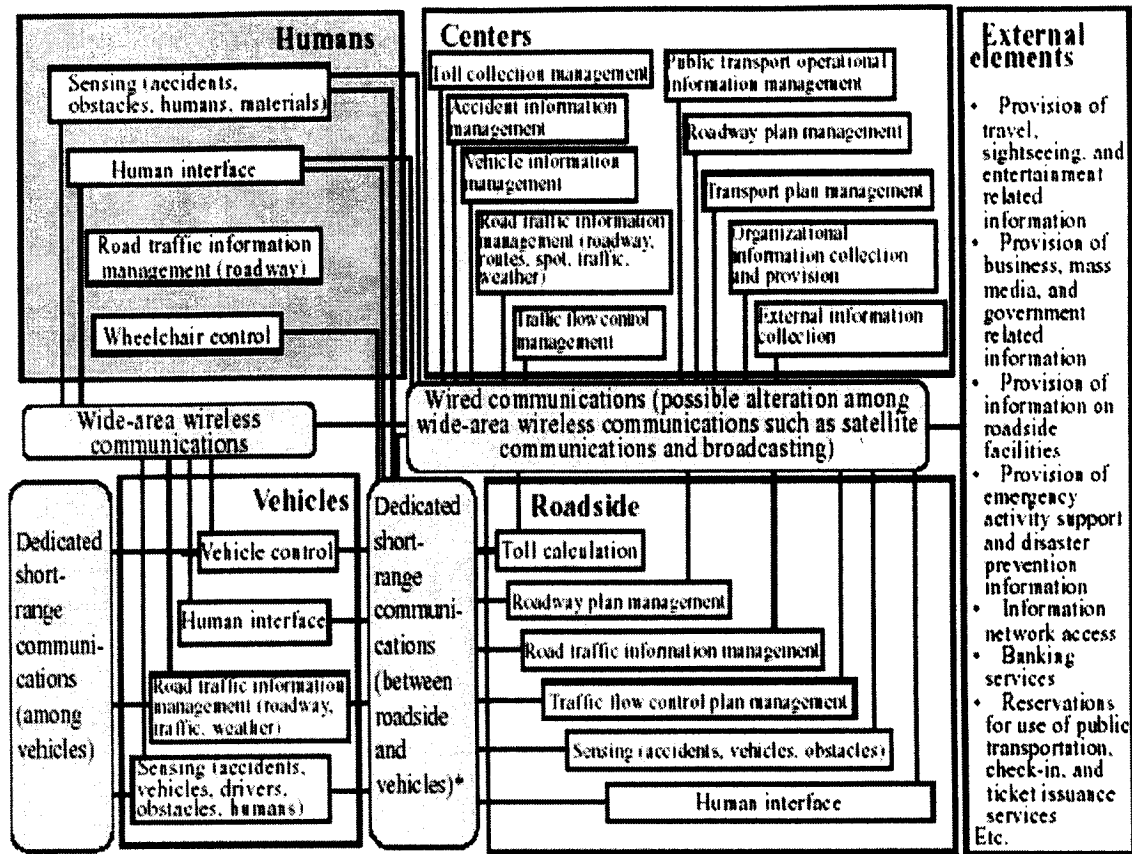 Humans
Sensing (accidents,
obstacles, humans, materials)
Human interface
Road traffic information
management (roadway)
Wheelchair control
Centers
Toll collection management
Accident information
management
Vehicle information
management
Road traffic information
management (roadway,
routes, spot, traffic,
weather)
Traffic flow control
management
Public transport operational
information management
Roadway plan management
Transport plan management
Organizational
information collection
and provision
External information
collection
External
elements
• Provision of
travel,
sightseeing, and
entertainment
related
information
• Provision of
business, mass
media, and
government
related
information
• Provision of
information on
roadside
facilities
• Provision of
emergency
activity support
and disaster
prevention
information
• Information
network access
• Banking
services
• Reservations
for use of public
transportation,
check-in, and
ticket issuance
services
Etc.
Wide-area wireless
communications
Wired communications (possible alteration among
wide-area wireless communications such as satellite
communications and broadcasting)
Dedicated
short-
range
communi-
cations
(among
vehicles)
Vehicles
Vehicle control
Human interface
Road traffic information
management (roadway,
traffic, weather)
Sensing (accidents,
vehicles, drivers,
obstacles, humans)
Dedicated
short-
range
communi-
cations
(between
roadside
and
vehicles)*
Roadside
Toll calculation
Roadway plan management
Road traffic information management
Traffic flow control plan management
Sensing (accidents, vehicles, obstacles)
Human interface